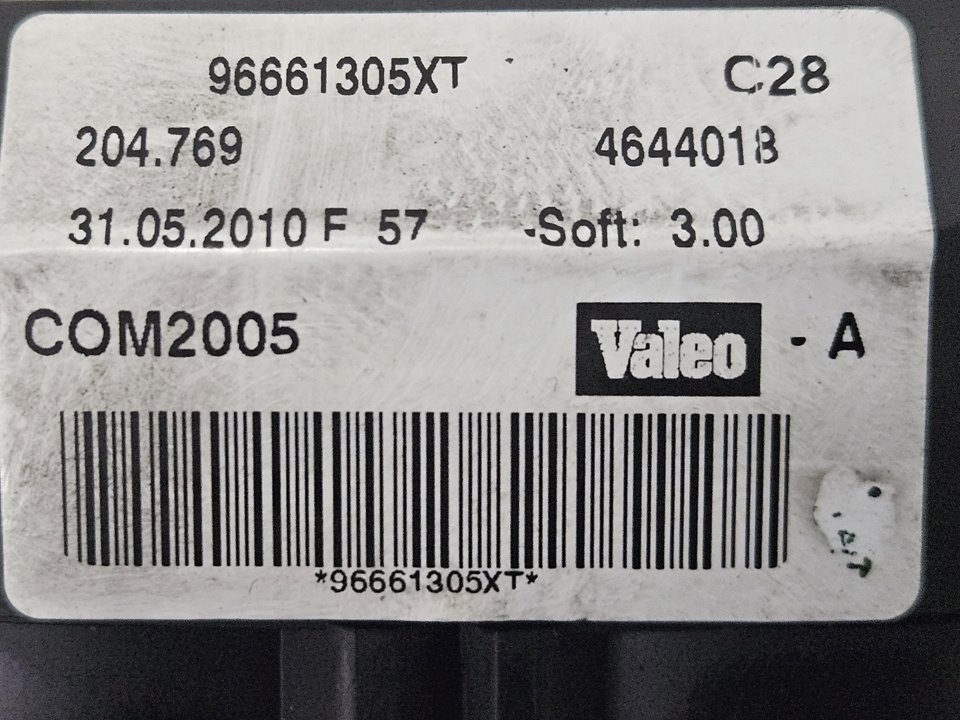 96661305XT C28
204.769 4644018
31.05.2010 F 57 -Soft: 3.00
COM2005 Valeo - A
*96661305XT*